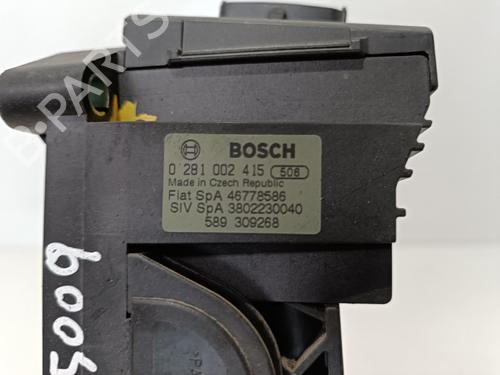 BOSCH
0 281 002 415 506
Made in Czech Republic
Fiat SpA 46778586
SIV SpA 3802230040
589 309268
B-PARTS